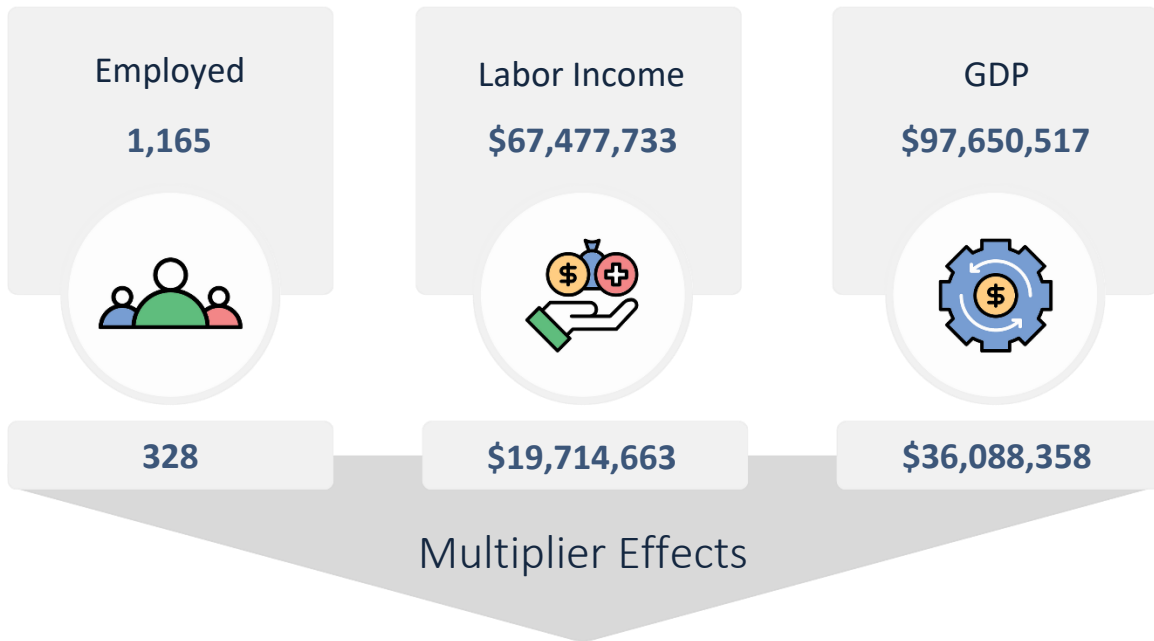 Employed
1,165
Labor Income
$67,477,733
GDP
$97,650,517
$
$
328
$19,714,663
$36,088,358
Multiplier Effects